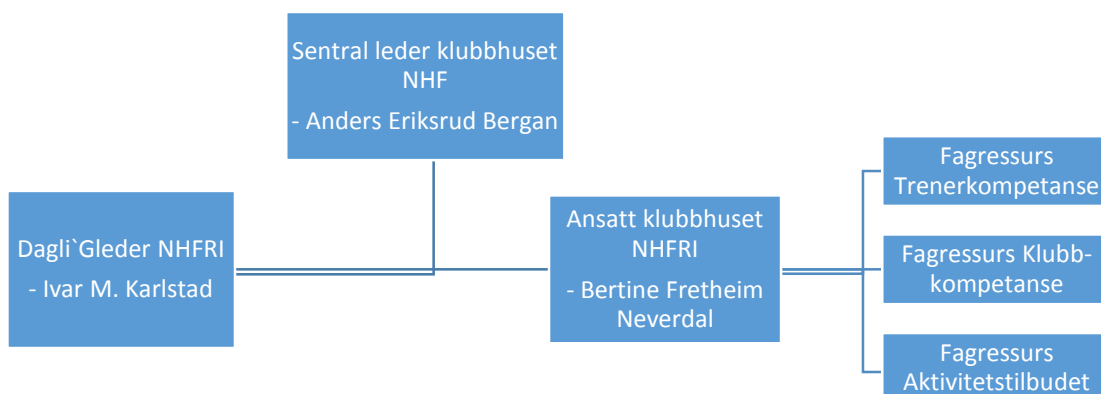 Sentral leder klubbhuset
NHF
- Anders Eriksrud Bergan
Dagli`Gleder NHFRI
- Ivar M. Karlstad
Ansatt klubbhuset
NHFRI
- Bertine Fretheim
Neverdal
Fagressurs
Trenerkompetanse
Fagressurs Klubb-
kompetanse
Fagressurs
Aktivitetstilbudet